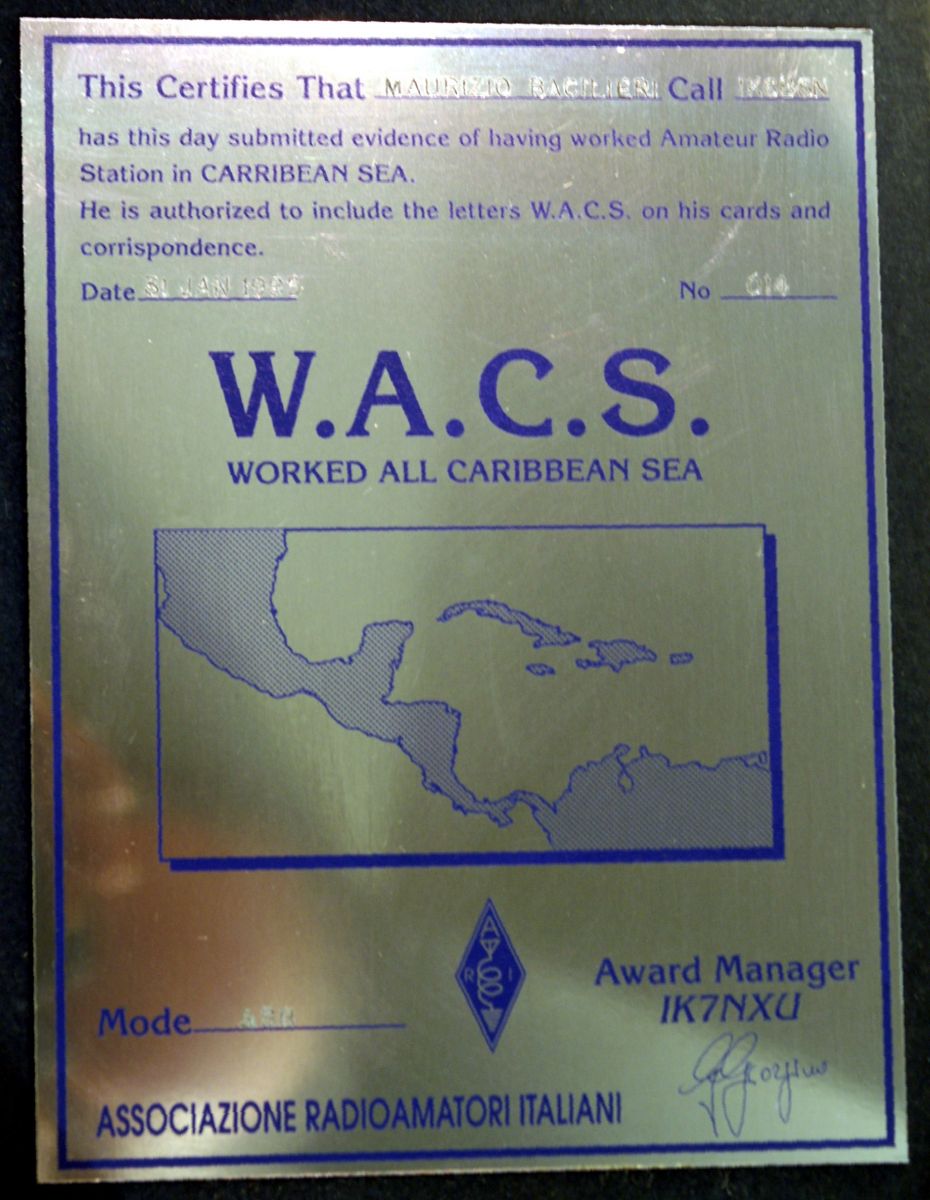 This Certifies That MAURIZIO BAGILIERI Call
has this day submitted evidence of having worked Amateur Radio
Station in CARRIBEAN SEA.
He is authorized to include the letters W.A.C.S. on his cards and
corrispondence.
Date 31 JAN No 014
W.A.C.S.
WORKED ALL CARIBBEAN SEA
A
R I
Award Manager
IK7NXU
Mode
ASSOCIAZIONE RADIOAMATORI ITALIANI